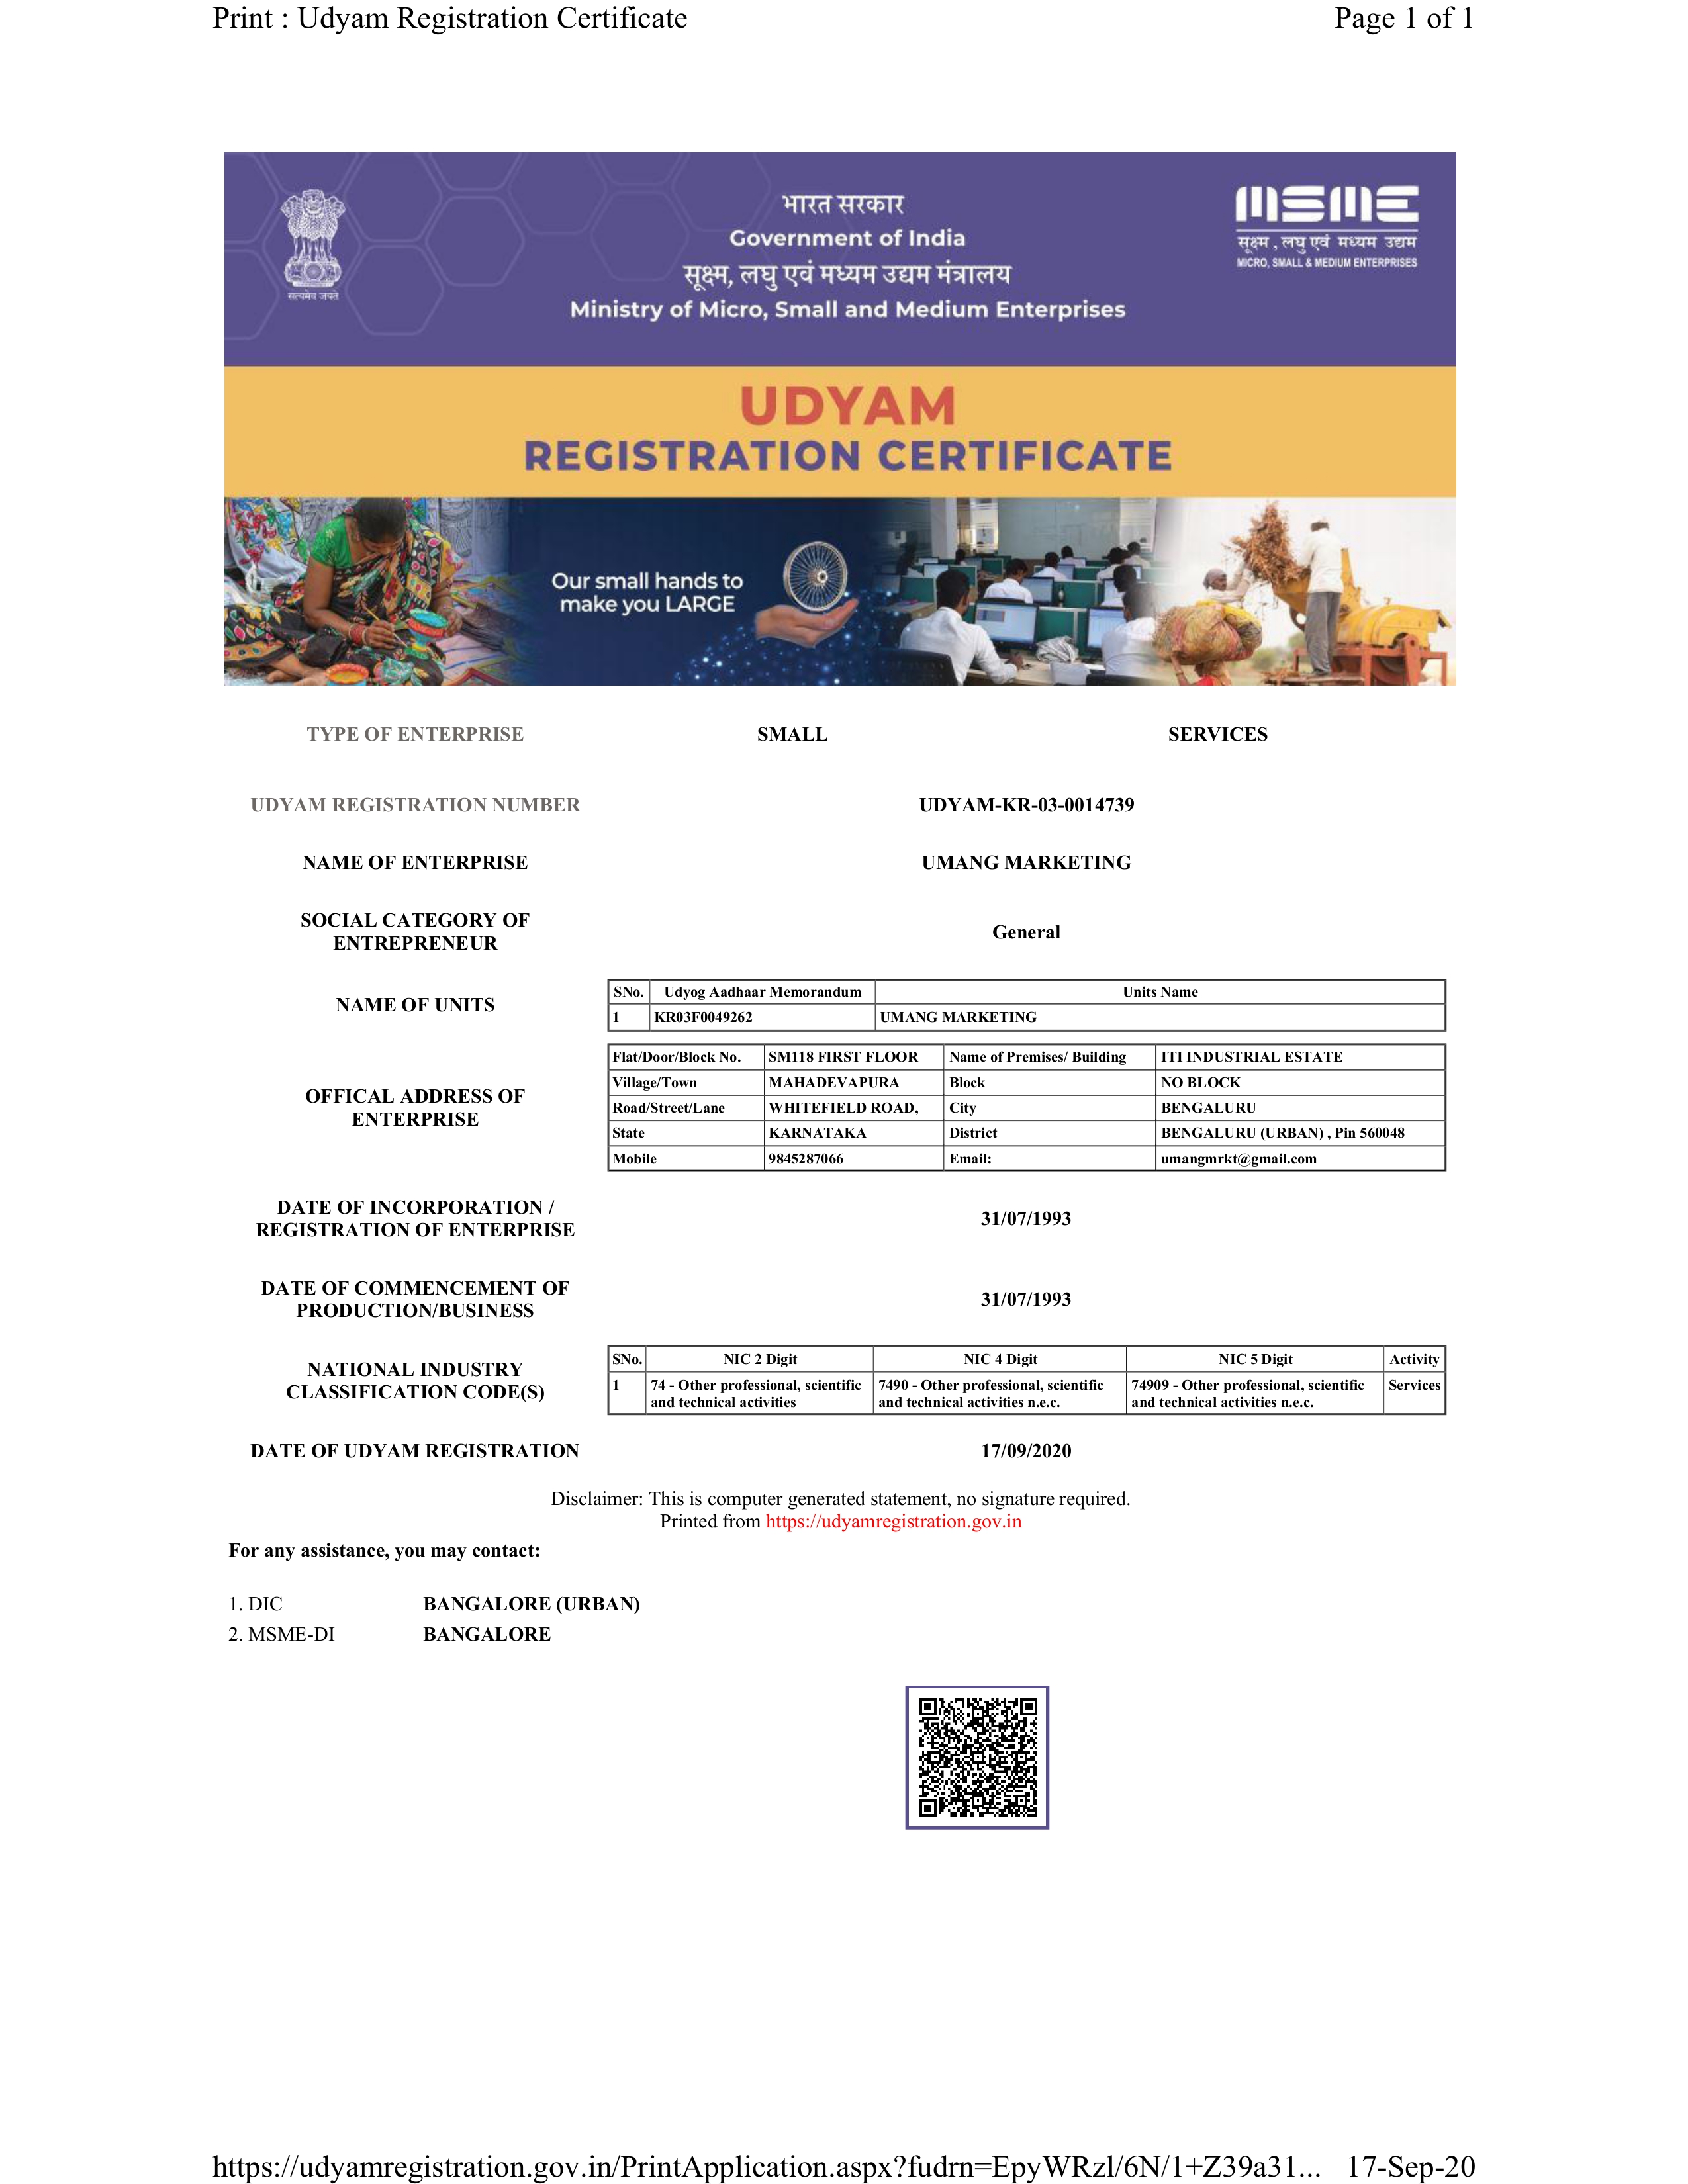 Print : Udyam Registration Certificate Page 1 of 1
भारत सरकार
Government of India
सूक्ष्म, लघु एवं मध्यम उद्यम मंत्रालय
Ministry of Micro, Small and Medium Enterprises
सत्यमेव जयते
MSME
सूक्ष्म , लघु एवं मध्यम उद्यम
MICRO, SMALL & MEDIUM ENTERPRISES
UDYAM
REGISTRATION CERTIFICATE
Our small hands to
make you LARGE
TYPE OF ENTERPRISE SMALL SERVICES
UDYAM REGISTRATION NUMBER UDYAM-KR-03-0014739
NAME OF ENTERPRISE UMANG MARKETING
SOCIAL CATEGORY OF
ENTREPRENEUR
General
NAME OF UNITS
SNo. Udyog Aadhaar Memorandum Units Name
1 KR03F0049262 UMANG MARKETING
OFFICAL ADDRESS OF
ENTERPRISE
Flat/Door/Block No. SM118 FIRST FLOOR Name of Premises/ Building ITI INDUSTRIAL ESTATE
Village/Town MAHADEVAPURA Block NO BLOCK
Road/Street/Lane WHITEFIELD ROAD, City BENGALURU
State KARNATAKA District BENGALURU (URBAN) , Pin 560048
Mobile 9845287066 Email: umangmrkt@gmail.com
DATE OF INCORPORATION /
REGISTRATION OF ENTERPRISE
31/07/1993
DATE OF COMMENCEMENT OF
PRODUCTION/BUSINESS
31/07/1993
NATIONAL INDUSTRY
CLASSIFICATION CODE(S)
SNo. NIC 2 Digit NIC 4 Digit NIC 5 Digit Activity
1 74 - Other professional, scientific 7490 - Other professional, scientific 74909 - Other professional, scientific Services
and technical activities and technical activities n.e.c. and technical activities n.e.c.
DATE OF UDYAM REGISTRATION 17/09/2020
Disclaimer: This is computer generated statement, no signature required.
Printed from https://udyamregistration.gov.in
For any assistance, you may contact:
1. DIC BANGALORE (URBAN)
2. MSME-DI BANGALORE
https://udyamregistration.gov.in/PrintApplication.aspx?fudrn=EpyWRzl/6N/1+Z39a31... 17-Sep-20